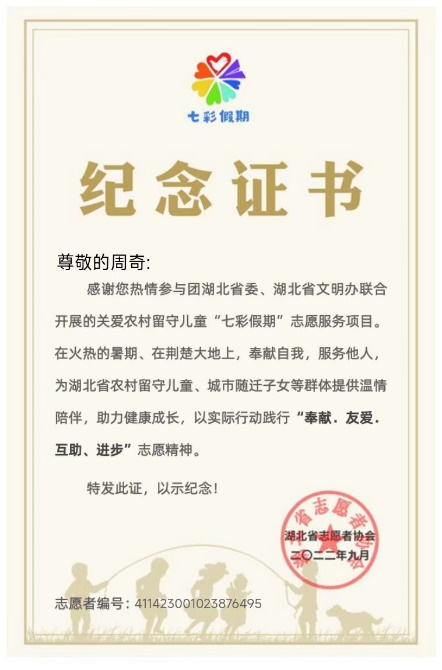 七彩假期
纪念证书
尊敬的周奇:
感谢您热情参与团湖北省委、湖北省文明办联合
开展的关爱农村留守儿童“七彩假期”志愿服务项目。
在火热的暑期、在荆楚大地上，奉献自我，服务他人，
为湖北省农村留守儿童、城市随迁子女等群体提供温情
陪伴，助力健康成长，以实际行动践行“奉献．友爱．
互助、进步”志愿精神。
特发此证，以示纪念！
湖北省志愿者协会
湖北省志愿者协会
二〇二二年九月
志愿者编号：411423001023876495